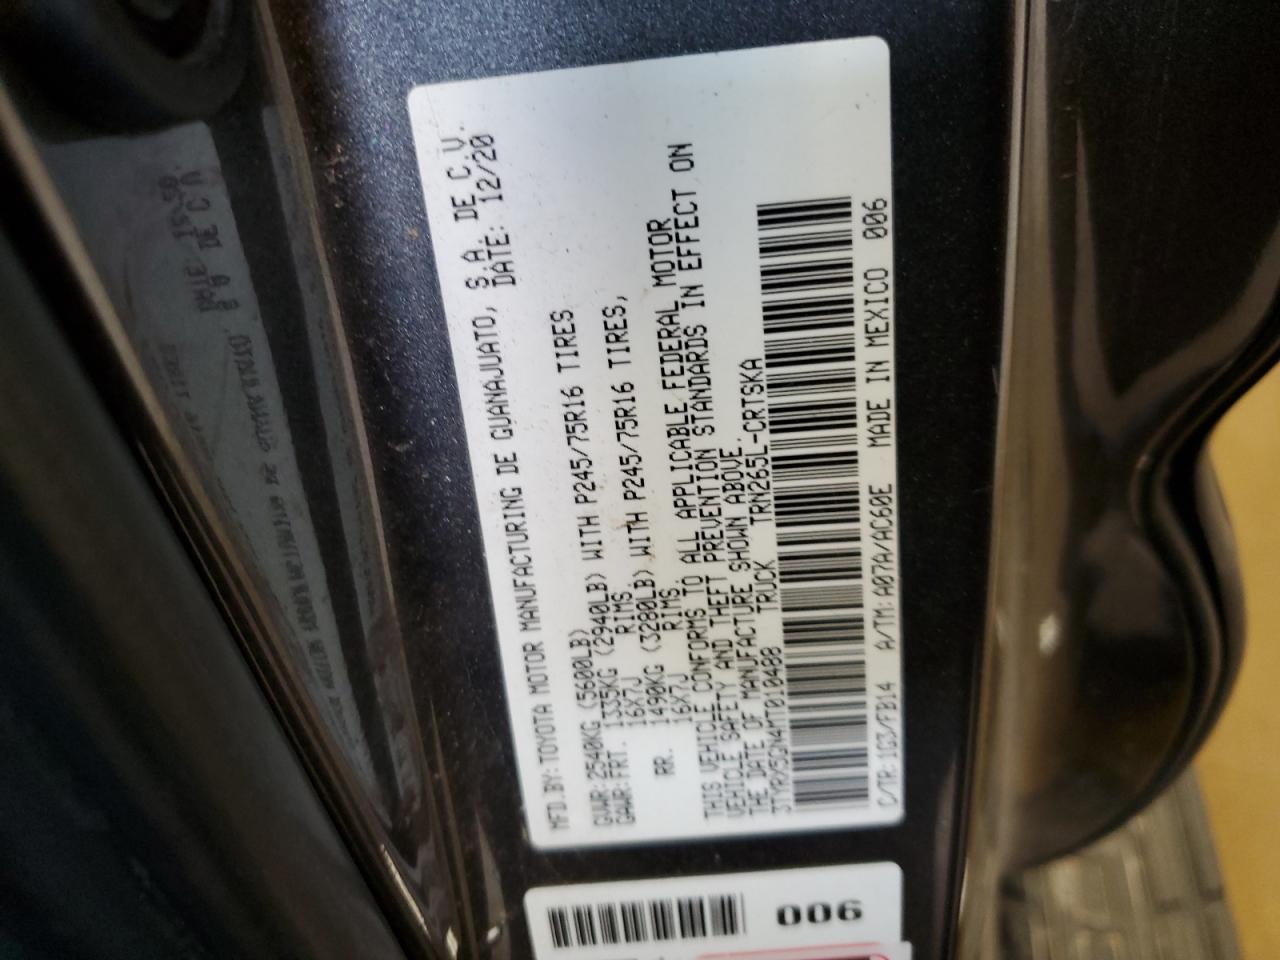 MFD.BY:TOYOTA MOTOR MANUFACTURING DE GUANAJUATO, S.A. DE C.V.
DATE: 12/20
GVWR:2540KG (5600LB)
GAWR:FRT. 1335KG (2940LB) WITH P245/75R16 TIRES
16X7J RIMS.
RR. 1490KG (3280LB) WITH P245/75R16 TIRES,
16X7J RIMS.
THIS VEHICLE CONFORMS TO ALL APPLICABLE FEDERAL MOTOR
VEHICLE SAFETY AND THEFT PREVENTION STANDARDS IN EFFECT ON
THE DATE OF MANUFACTURE SHOWN ABOVE.
3TYRX5GN4MT010488 TRUCK TRN265L-CRTSKA
C/TR:1G3/FB14 A/TM:A07A/AC60E MADE IN MEXICO 006
006